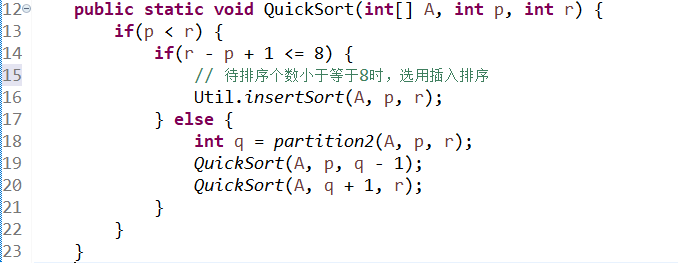 12 public static void QuickSort(int[] A, int p, int r) {
13 if(p < r) {
14 if(r - p + 1 <= 8) {
15 // 待排序个数小于等于8时，选用插入排序
16 Util.insertSort(A, p, r);
17 } else {
18 int q = partition2(A, p, r);
19 QuickSort(A, p, q - 1);
20 QuickSort(A, q + 1, r);
21 }
22 }
23 }